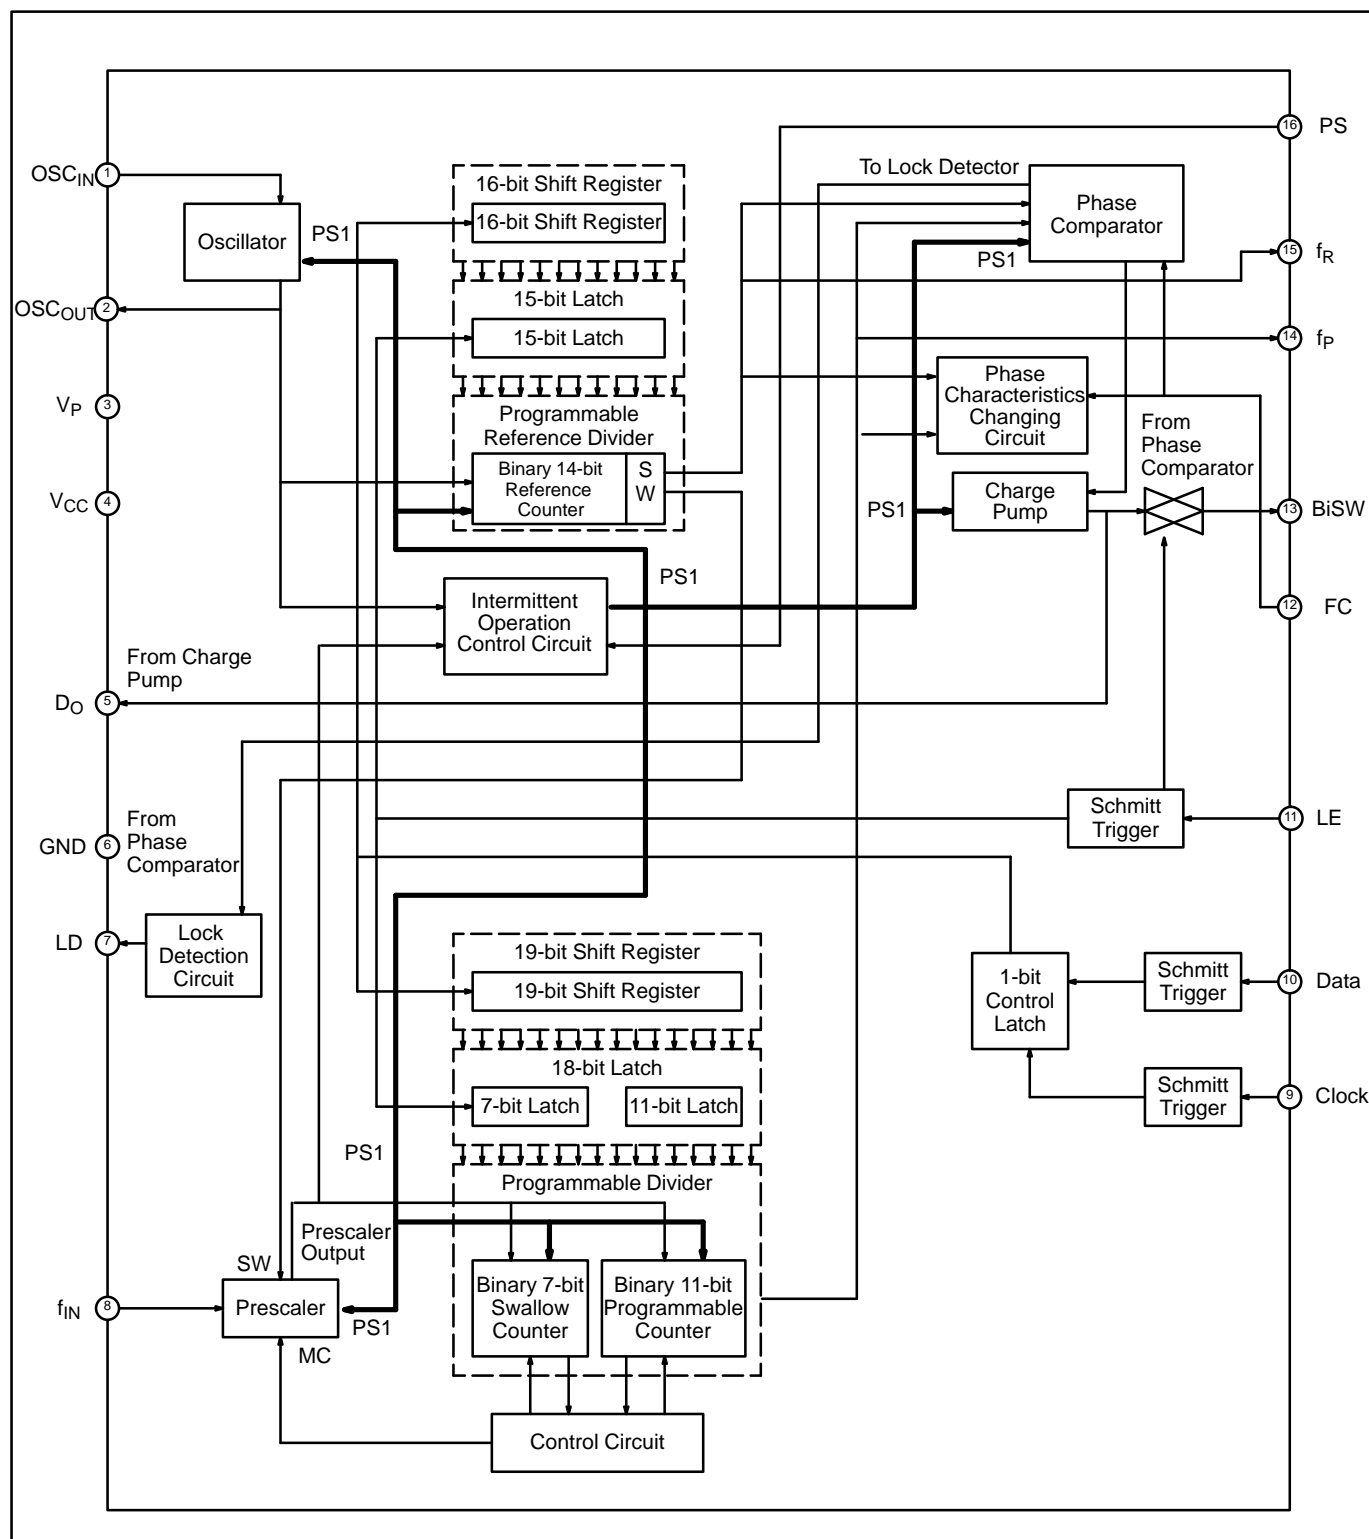 16 PS
OSCIN 1
To Lock Detector
16-bit Shift Register
16-bit Shift Register
Phase
Comparator
Oscillator
PS1
PS1
15 fR
OSCOUT 2
15-bit Latch
15-bit Latch
14 fP
VP 3
Phase
Characteristics
Changing
Circuit
From
Phase
Comparator
Programmable
Reference Divider
Binary 14-bit
Reference
Counter
S
W
VCC 4
PS1
Charge
Pump
13 BiSW
PS1
Intermittent
Operation
Control Circuit
12 FC
From Charge
Pump
DO 5
Schmitt
Trigger
11 LE
From
Phase
Comparator
GND 6
LD 7
Lock
Detection
Circuit
19-bit Shift Register
19-bit Shift Register
1-bit
Control
Latch
Schmitt
Trigger
10 Data
18-bit Latch
7-bit Latch
11-bit Latch
Schmitt
Trigger
9 Clock
PS1
Programmable Divider
Prescaler
Output
SW
fIN 8
Prescaler
PS1
MC
Binary 7-bit
Swallow
Counter
Binary 11-bit
Programmable
Counter
Control Circuit